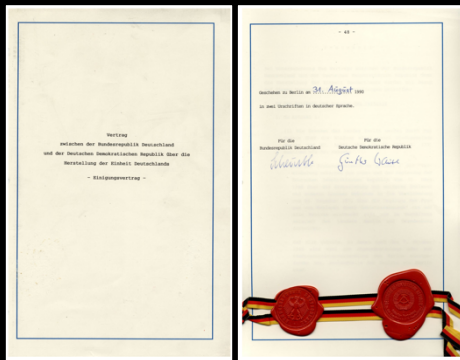 Vertrag
zwischen der Bundesrepublik Deutschland
und der Deutschen Demokratischen Republik über die
Herstellung der Einheit Deutschlands
- Einigungsvertrag -
- 45 -
Geschehen zu Berlin am 31. August 1990
in zwei Urschriften in deutscher Sprache.
Für die
Bundesrepublik Deutschland
Für die
Deutsche Demokratische Republik